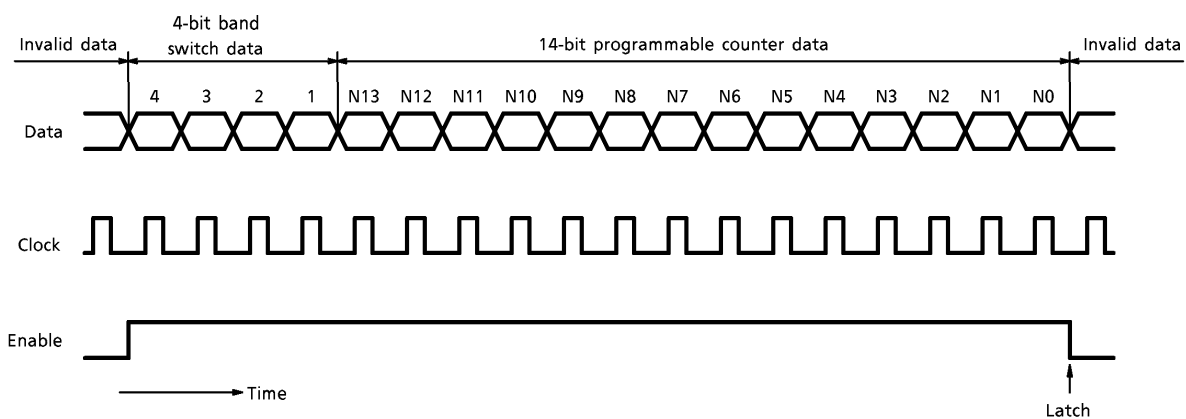 4-bit band
switch data
Invalid data
14-bit programmable counter data
Invalid data
4 3 2 1 N13 N12 N11 N10 N9 N8 N7 N6 N5 N4 N3 N2 N1 N0
Data
Clock
Enable
Time
Latch